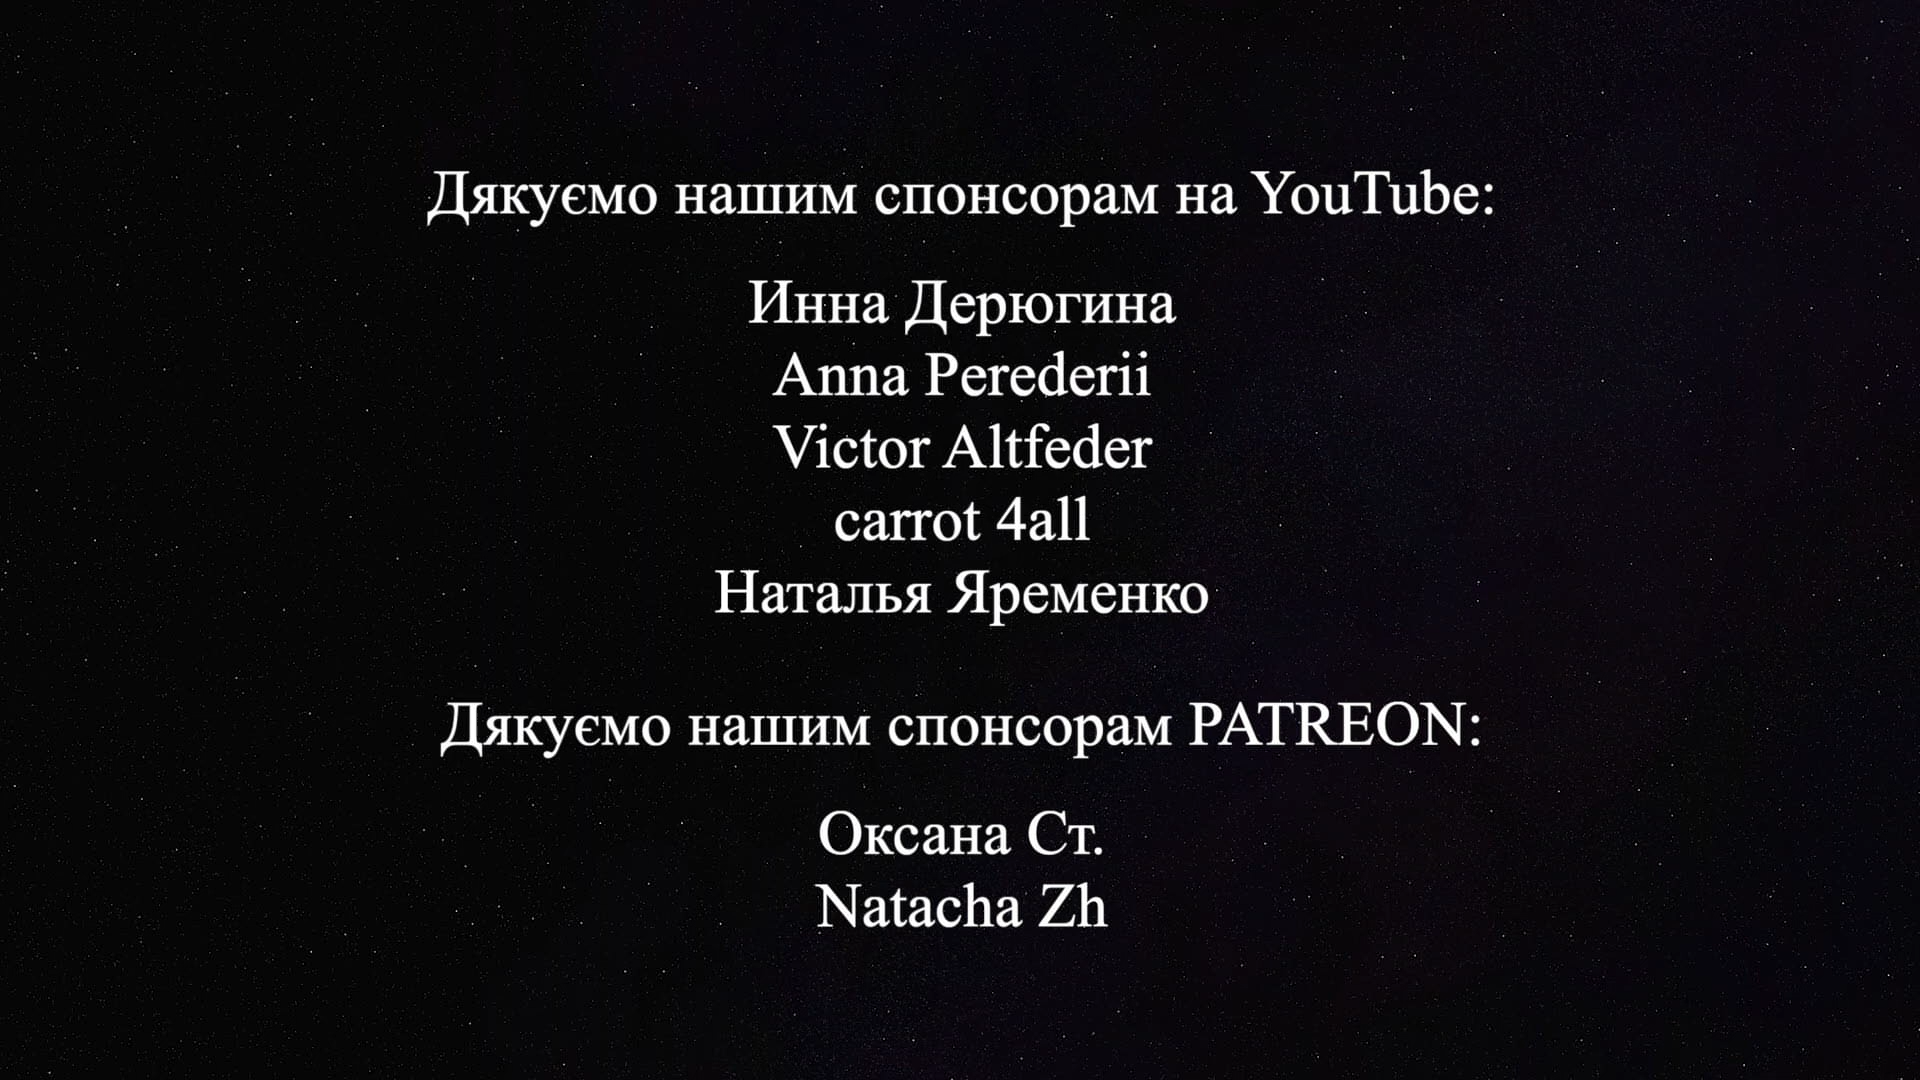 Дякуємо нашим спонсорам на YouTube:
Инна Дерюгина
Anna Perederii
Victor Altfeder
carrot 4all
Наталья Яременко
Дякуємо нашим спонсорам PATREON:
Оксана Ст.
Natacha Zh